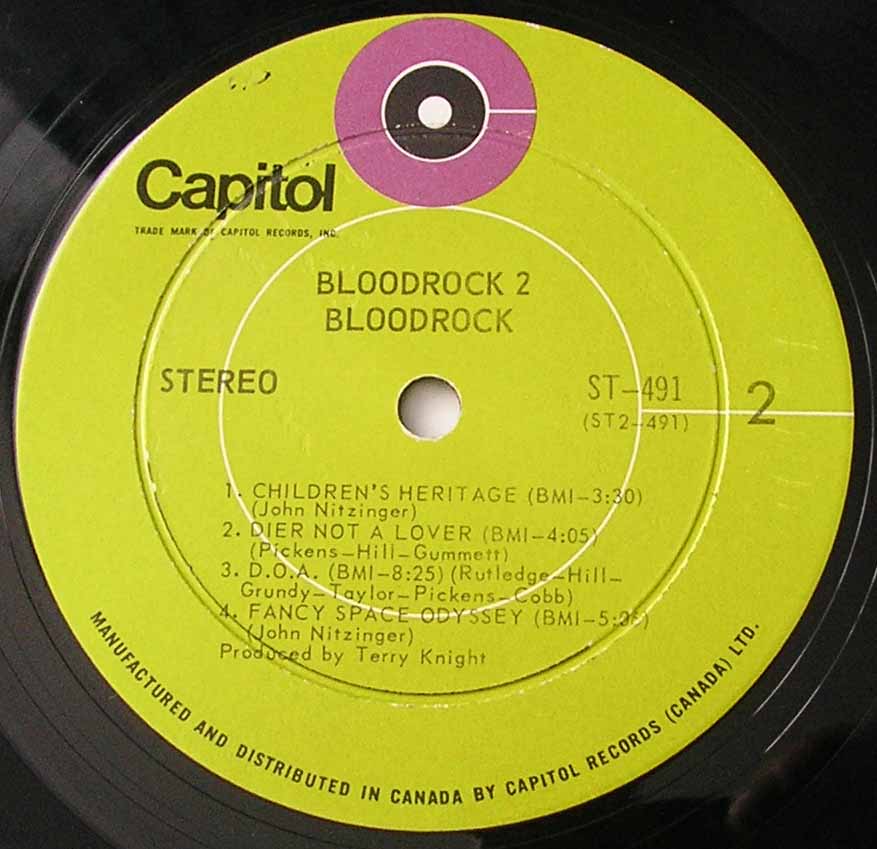 Capitol
TRADE MARK OF CAPITOL RECORDS, INC.
BLOODROCK 2
BLOODROCK
STEREO
ST-491
(ST2-491)
2
1. CHILDREN'S HERITAGE (BMI-3:30)
(John Nitzinger)
2. DIER NOT A LOVER (BMI-4:05)
(Pickens-Hill-Gummett)
3. D.O.A. (BMI-8:25) (Rutledge-Hill-
Grundy-Taylor-Pickens-Cobb)
4. FANCY SPACE ODYSSEY
(John Nitzinger)
Produced by Terry Knight
MANUFACTURED AND DISTRIBUTED IN CANADA BY CAPITOL RECORDS (CANADA) LTD.